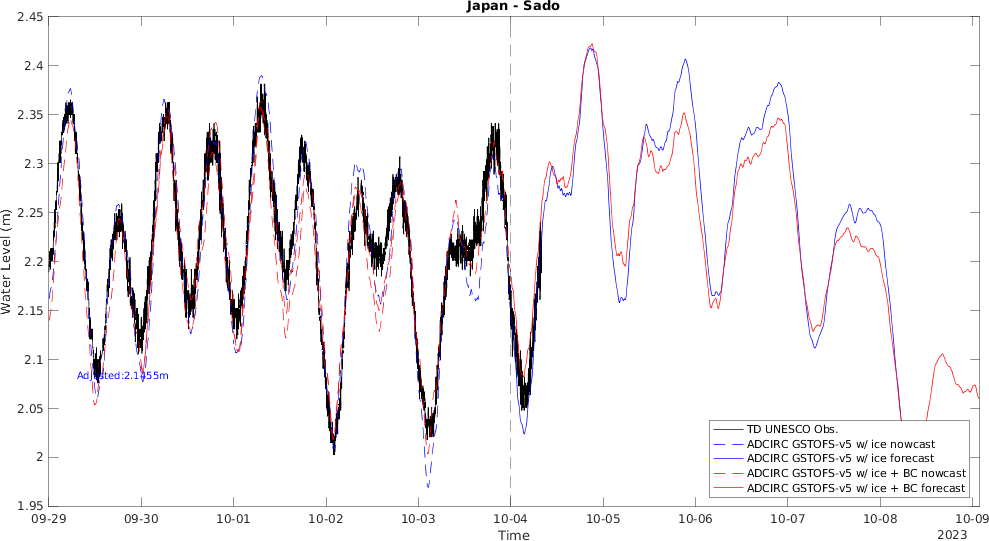 Japan - Sado
2.45
2.4
2.35
2.3
2.25
2.2
2.15
2.1
2.05
2
1.95
Water Level (m)
Adjusted:2.1455m
TD UNESCO Obs.
ADCIRC GSTOFS-v5 w/ ice nowcast
ADCIRC GSTOFS-v5 w/ ice forecast
ADCIRC GSTOFS-v5 w/ ice + BC nowcast
ADCIRC GSTOFS-v5 w/ ice + BC forecast
09-29 09-30 10-01 10-02 10-03 10-04 10-05 10-06 10-07 10-08 10-09
Time
2023